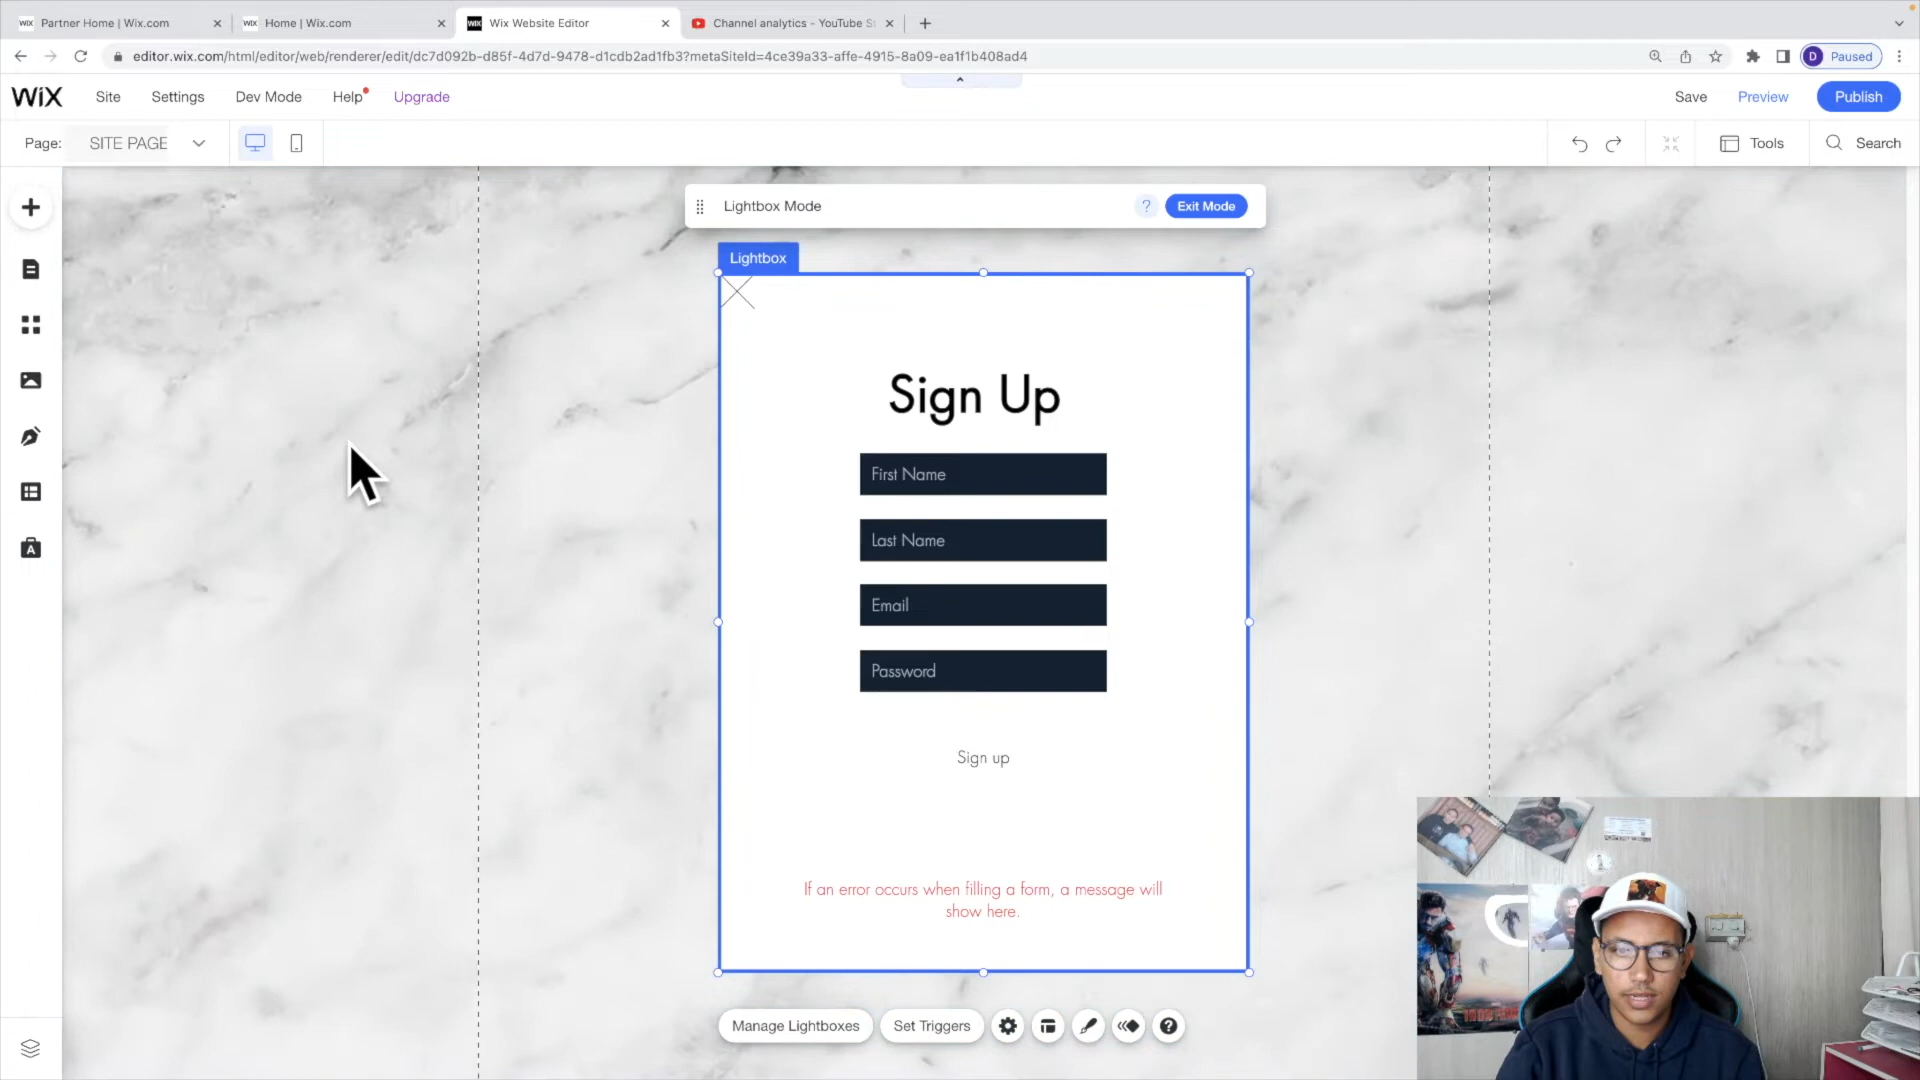 Partner Home | Wix.com
Home | Wix.com
Wix Website Editor
Channel analytics - YouTube S
editor.wix.com/html/editor/web/renderer/edit/dc7d092b-d85f-4d7d-9478-d1cdb2ad1fb3?metaSiteId=4ce39a33-affe-4915-8a09-ea1f1b408ad4
D Paused
WiX Site Settings Dev Mode Help Upgrade Save Preview Publish
Page: SITE PAGE Tools Search
Lightbox Mode ? Exit Mode
Lightbox
Sign Up
First Name
Last Name
Email
Password
Sign up
If an error occurs when filling a form, a message will
show here.
Manage Lightboxes Set Triggers